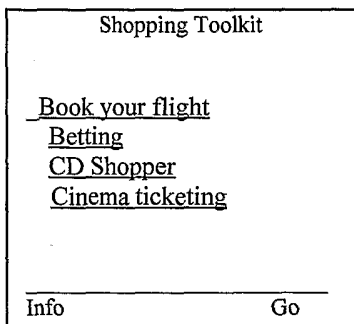 Shopping Toolkit
Book your flight
Betting
CD Shopper
Cinema ticketing
Info Go